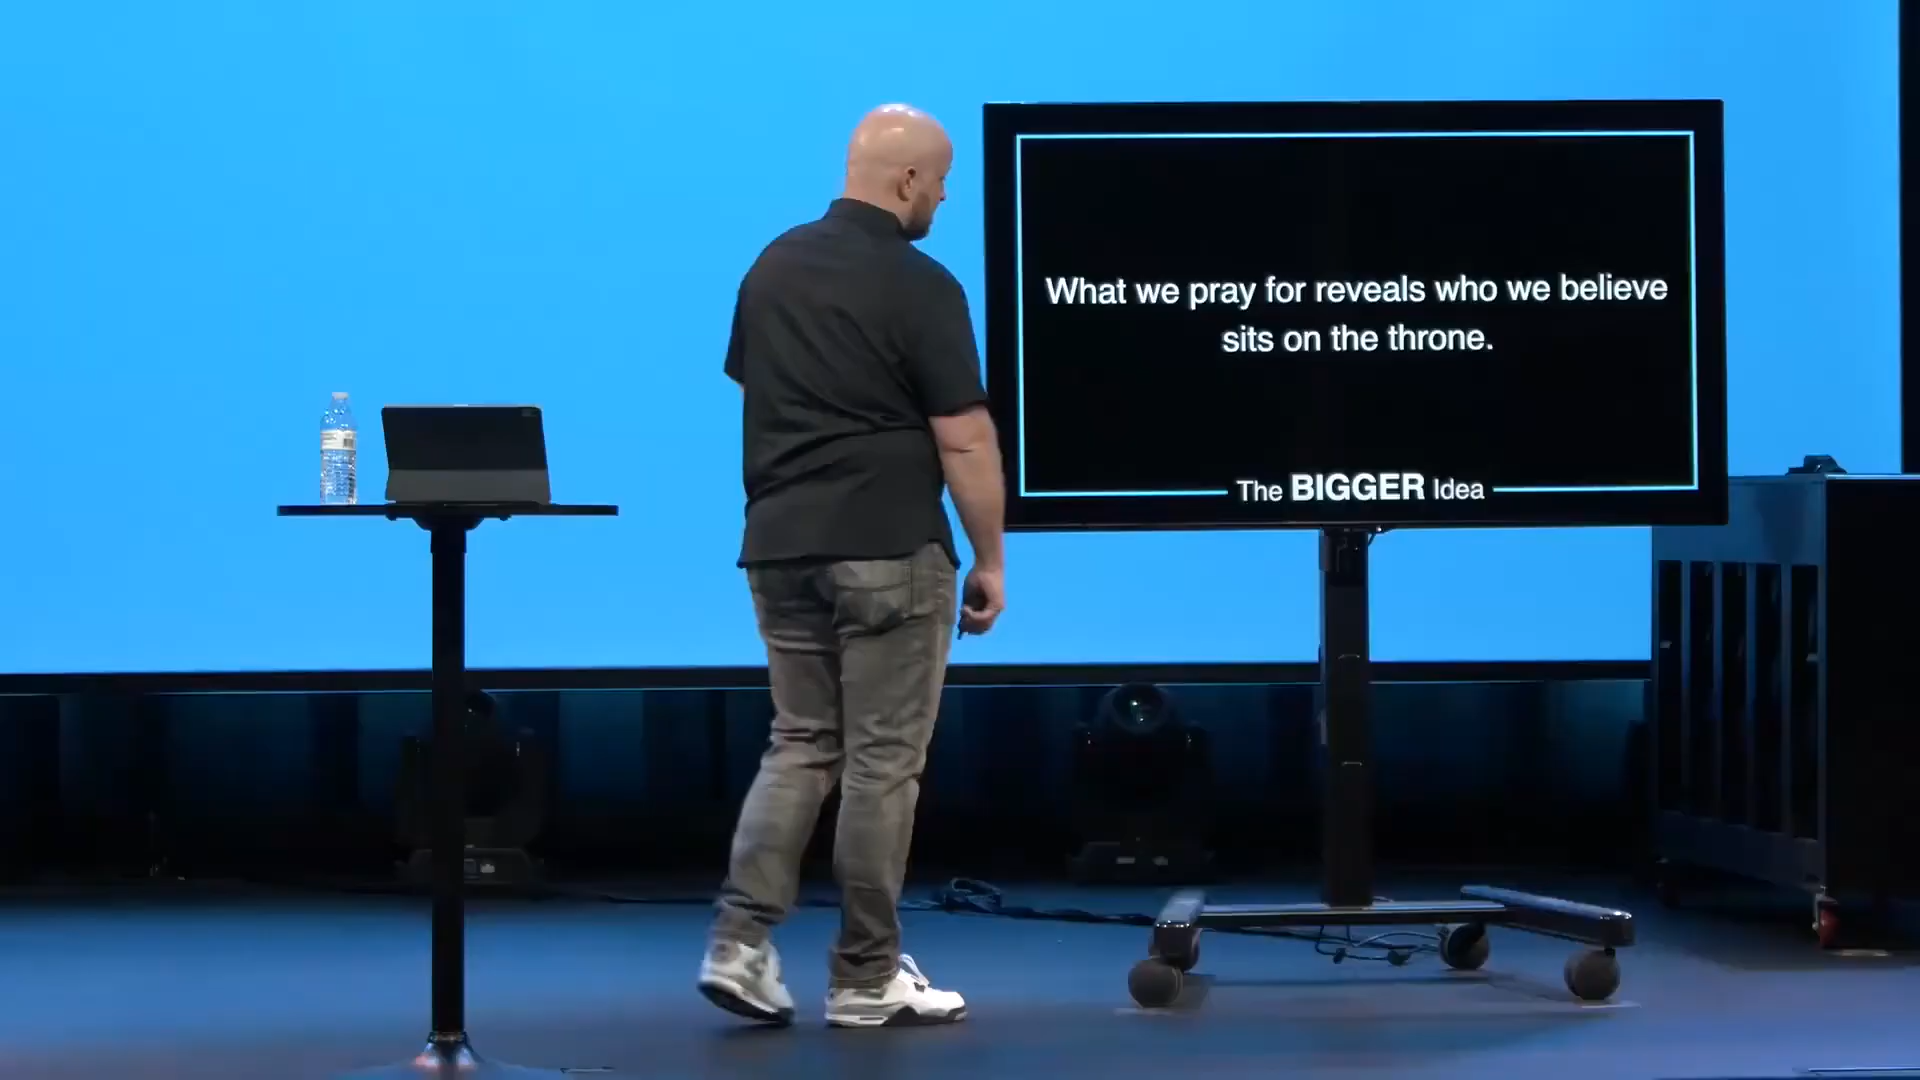 What we pray for reveals who we believe
sits on the throne.
The BIGGER Idea